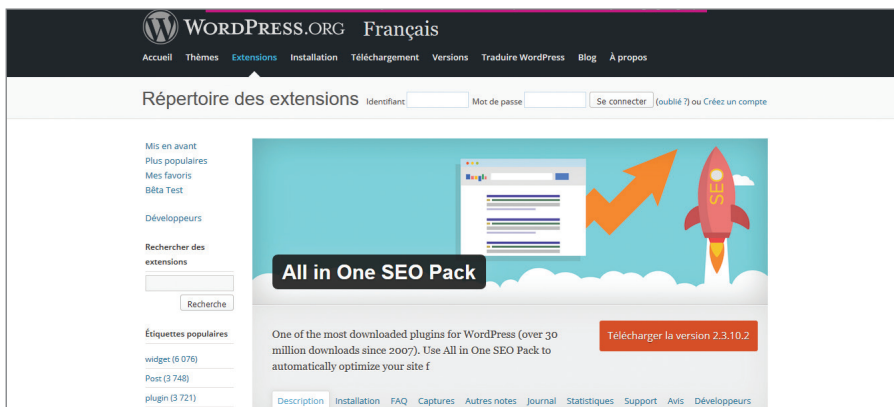 WORDPRESS.ORG Français
Accueil Thèmes Extensions Installation Téléchargement Versions Traduire WordPress Blog À propos
Répertoire des extensions Identifiant Mot de passe Se connecter (oublié ?) ou Créez un compte
Mis en avant
Plus populaires
Mes favoris
Bêta Test
Développeurs
Rechercher des
extensions
Recherche
Étiquettes populaires
widget (6 076)
Post (3 748)
plugin (3 721)
SEO
All in One SEO Pack
One of the most downloaded plugins for WordPress (over 30
million downloads since 2007). Use All in One SEO Pack to
automatically optimize your site f
Télécharger la version 2.3.10.2
Description Installation FAQ Captures Autres notes Journal Statistiques Support Avis Développeurs